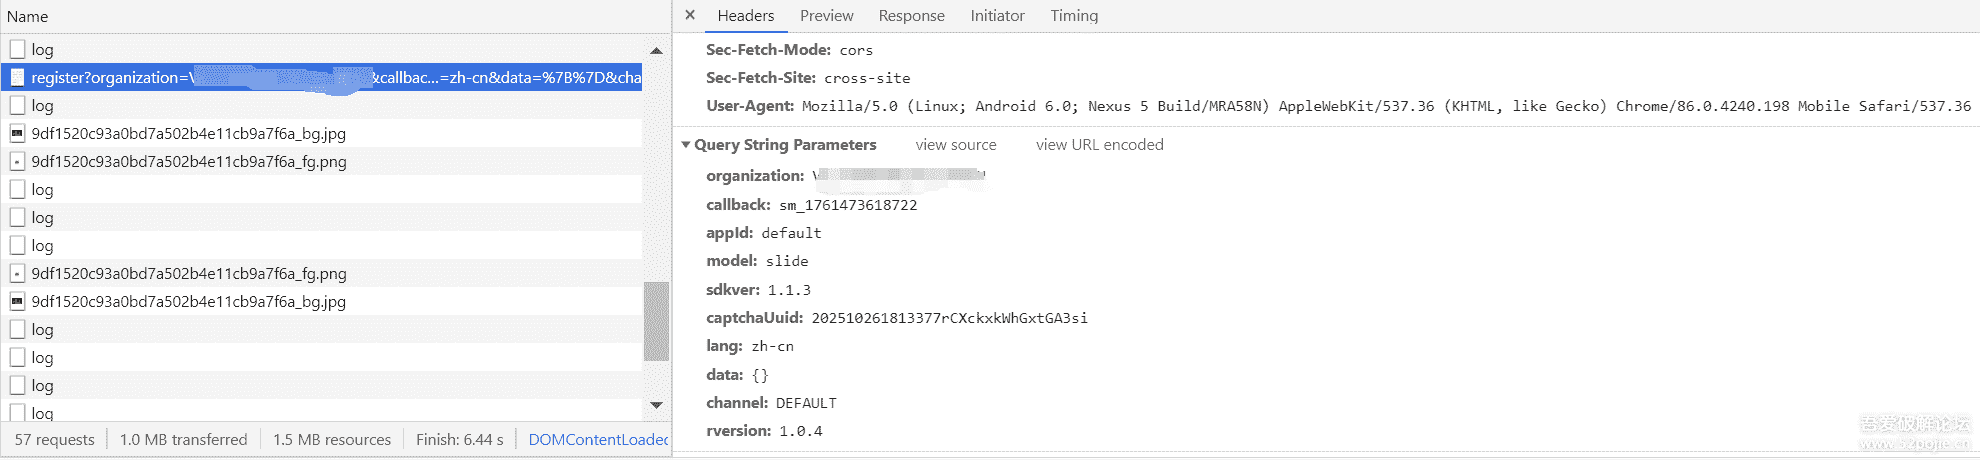 Name
log
register?organization=\ &callbac...=zh-cn&data=%7B%7D&cha
log
9df1520c93a0bd7a502b4e11cb9a7f6a_bg.jpg
9df1520c93a0bd7a502b4e11cb9a7f6a_fg.png
log
log
log
9df1520c93a0bd7a502b4e11cb9a7f6a_fg.png
9df1520c93a0bd7a502b4e11cb9a7f6a_bg.jpg
log
log
log
log
57 requests 1.0 MB transferred 1.5 MB resources Finish: 6.44 s DOMContentLoaded
× Headers Preview Response Initiator Timing
Sec-Fetch-Mode: cors
Sec-Fetch-Site: cross-site
User-Agent: Mozilla/5.0 (Linux; Android 6.0; Nexus 5 Build/MRA58N) AppleWebKit/537.36 (KHTML, like Gecko) Chrome/86.0.4240.198 Mobile Safari/537.36
▼ Query String Parameters view source view URL encoded
organization:
callback: sm_1761473618722
appId: default
model: slide
sdkver: 1.1.3
captchaUuid: 202510261813377rCXckxkWhGxtGA3si
lang: zh-cn
data: {}
channel: DEFAULT
rversion: 1.0.4
吾爱破解论坛
www.52pojie.cn